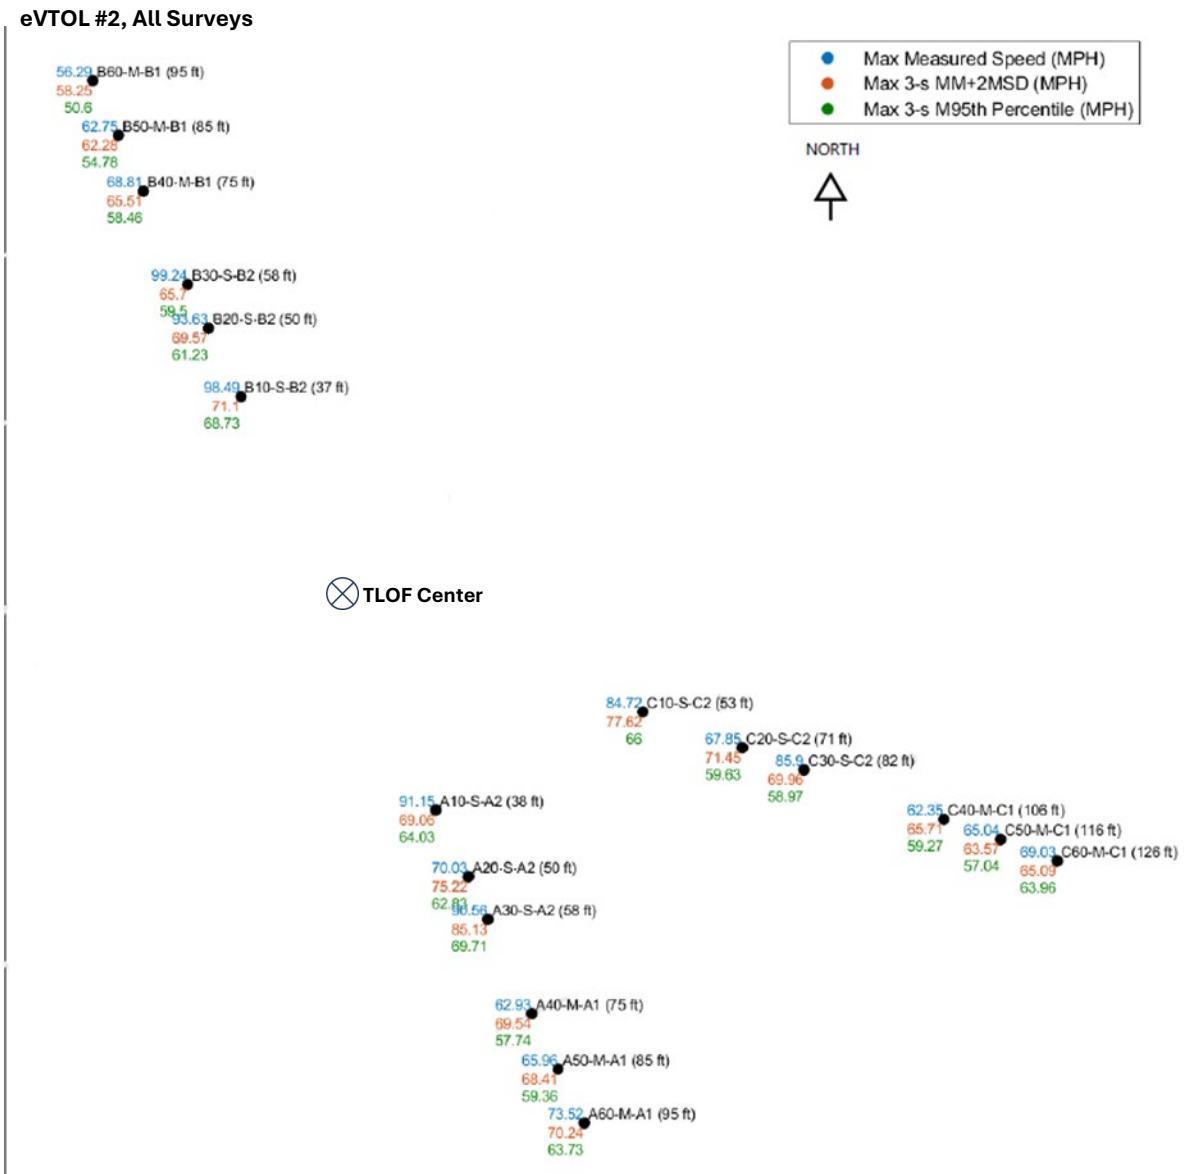 eVTOL #2, All Surveys
Max Measured Speed (MPH)
Max 3-s MM+2MSD (MPH)
Max 3-s M95th Percentile (MPH)
NORTH
56.29 B60-M-B1 (95 ft)
58.25
50.6
62.75 B50-M-B1 (85 ft)
62.28
54.78
68.81 B40-M-B1 (75 ft)
65.51
58.46
99.24 B30-S-B2 (58 ft)
65.7
59.5
93.63 B20-S-B2 (50 ft)
69.57
61.23
98.49 B10-S-B2 (37 ft)
71.1
68.73
TLOF Center
84.72 C10-S-C2 (53 ft)
77.62
66
67.85 C20-S-C2 (71 ft)
71.45
59.63
85.9 C30-S-C2 (82 ft)
69.96
58.97
91.15 A10-S-A2 (38 ft)
69.06
64.03
62.35 C40-M-C1 (106 ft)
65.71
59.27
65.04 C50-M-C1 (116 ft)
63.57
57.04
69.03 C60-M-C1 (126 ft)
65.09
63.96
70.03 A20-S-A2 (50 ft)
75.22
A30-S-A2 (58 ft)
85.13
69.71
62.93 A40-M-A1 (75 ft)
69.54
57.74
65.96 A50-M-A1 (85 ft)
68.41
59.36
73.52 A60-M-A1 (95 ft)
70.24
63.73